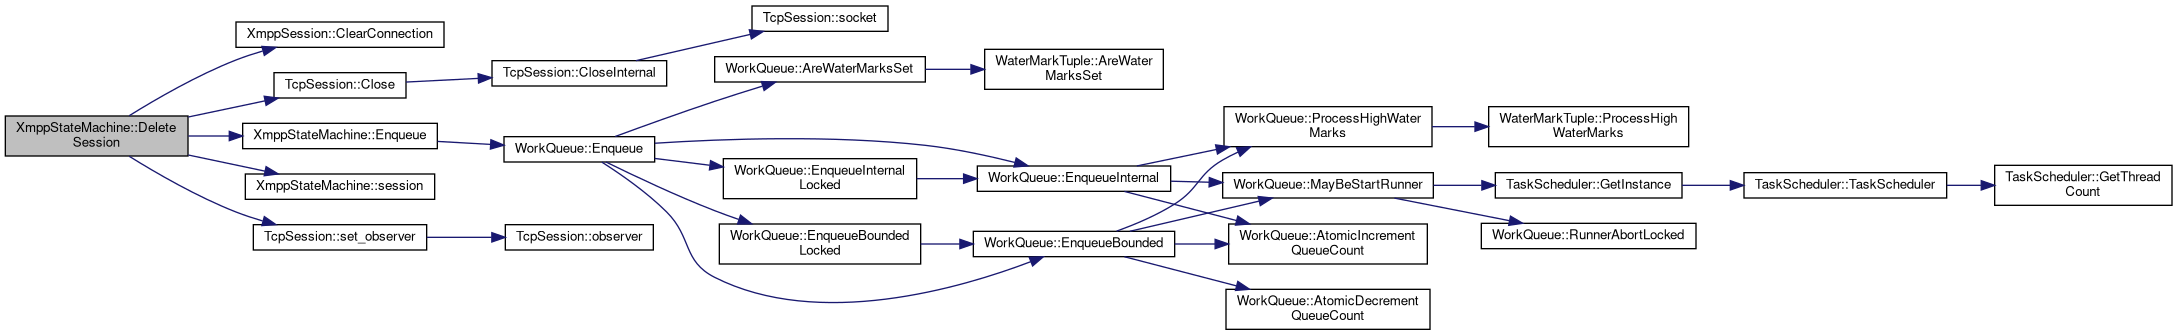 XmppStateMachine::Delete
Session
XmppSession::ClearConnection
TcpSession::Close
XmppStateMachine::Enqueue
XmppStateMachine::session
TcpSession::set_observer
TcpSession::CloseInternal
WorkQueue::Enqueue
TcpSession::observer
TcpSession::socket
WorkQueue::AreWaterMarksSet
WorkQueue::EnqueueInternal
Locked
WorkQueue::EnqueueBounded
Locked
WaterMarkTuple::AreWater
MarksSet
WorkQueue::EnqueueInternal
WorkQueue::EnqueueBounded
WorkQueue::ProcessHighWater
Marks
WorkQueue::MayBeStartRunner
WorkQueue::AtomicIncrement
QueueCount
WorkQueue::AtomicDecrement
QueueCount
WaterMarkTuple::ProcessHigh
WaterMarks
TaskScheduler::GetInstance
WorkQueue::RunnerAbortLocked
TaskScheduler::TaskScheduler
TaskScheduler::GetThread
Count